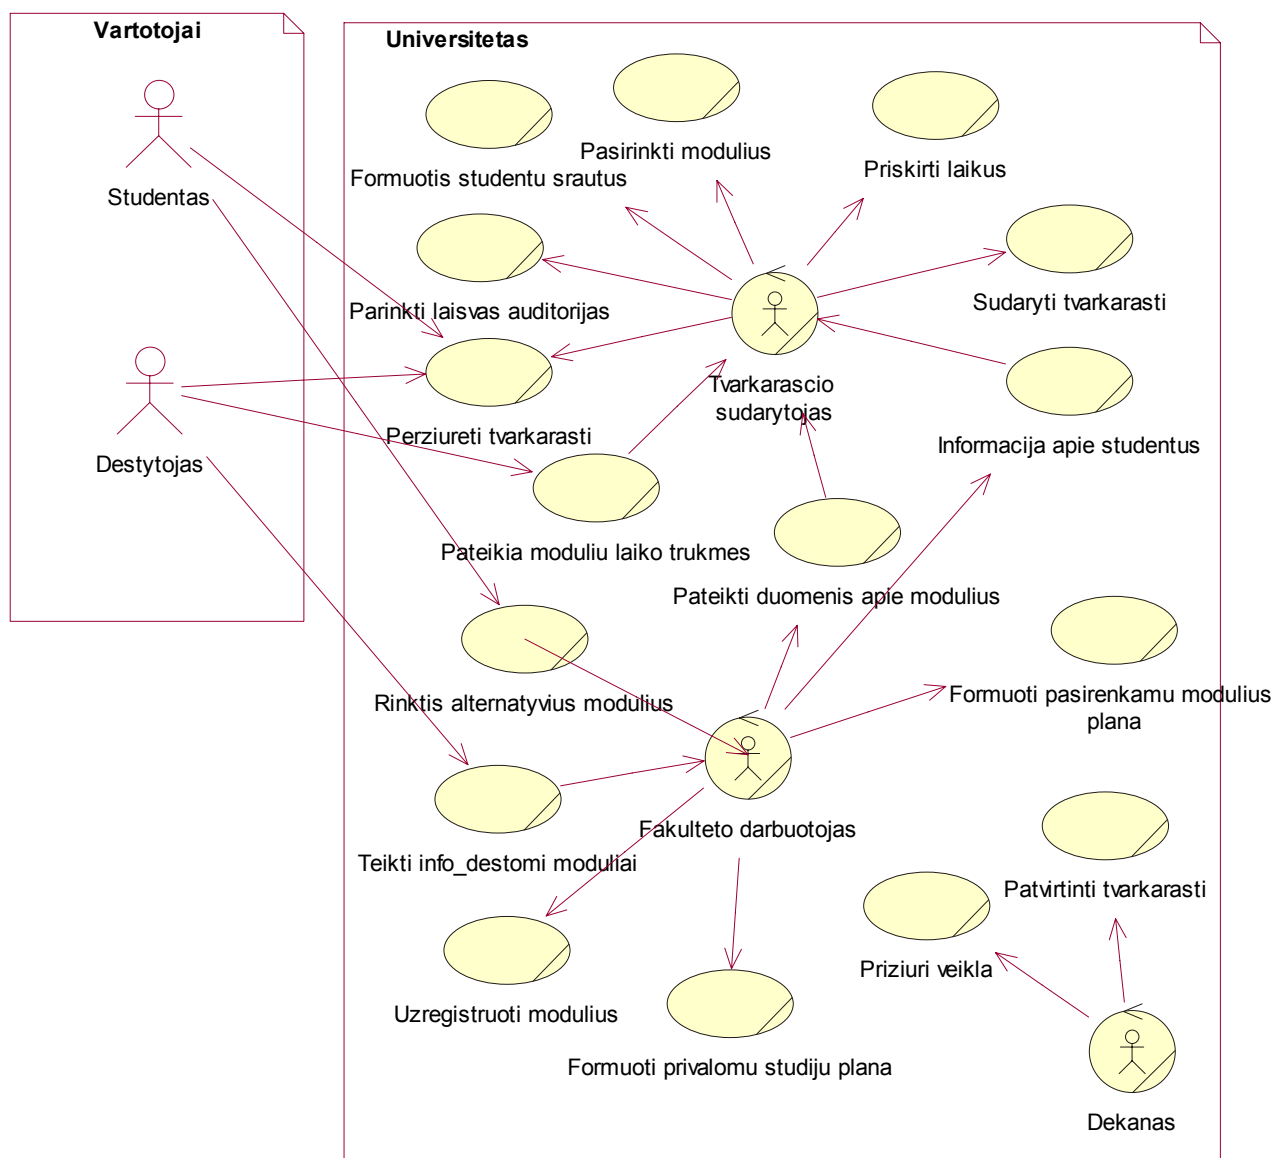 Vartotojai
Studentas
Destytojas
Universitetas
Formuotis studentu srautus
Pasirinkti modulius
Priskirti laikus
Parinkti laisvas auditorijas
Sudaryti tvarkarasti
Tvarkarascio
sudarytojas
Perziureti tvarkarasti
Informacija apie studentus
Pateikia moduliu laiko trukmes
Pateikti duomenis apie modulius
Rinktis alternatyvius modulius
Formuoti pasirenkamu modulius
plana
Fakulteto darbuotojas
Teikti info_destomi moduliai
Patvirtinti tvarkarasti
Priziuri veikla
Uzregistruoti modulius
Formuoti privalomu studiju plana
Dekanas